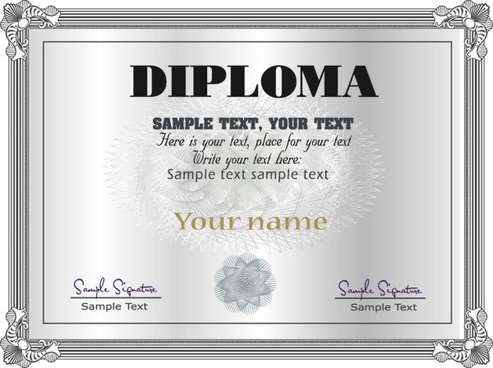 DIPLOMA
SAMPLE TEXT, YOUR TEXT
Here is your text, place for your text
Write your text here:
Sample text sample text
Your name
Sample Signature
Sample Text
Sample Signature
Sample Text